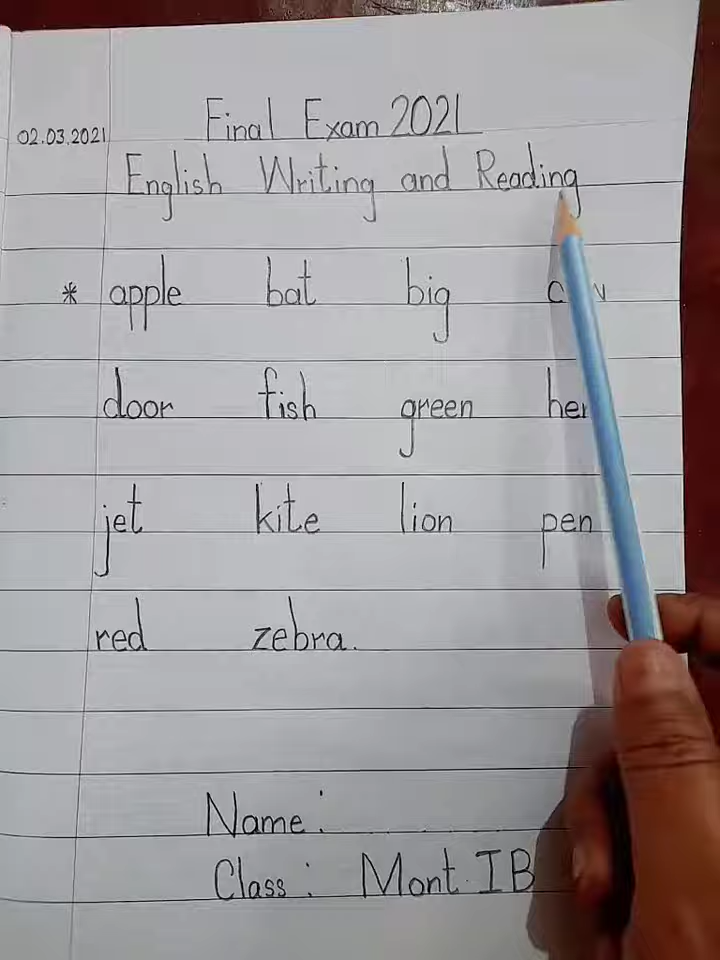 Final Exam 2021
02.03.2021
English Writing and Reading
* apple bat big
door fish green
jet kite lion pen
red zebra.
Name:
Class: Mont. IB